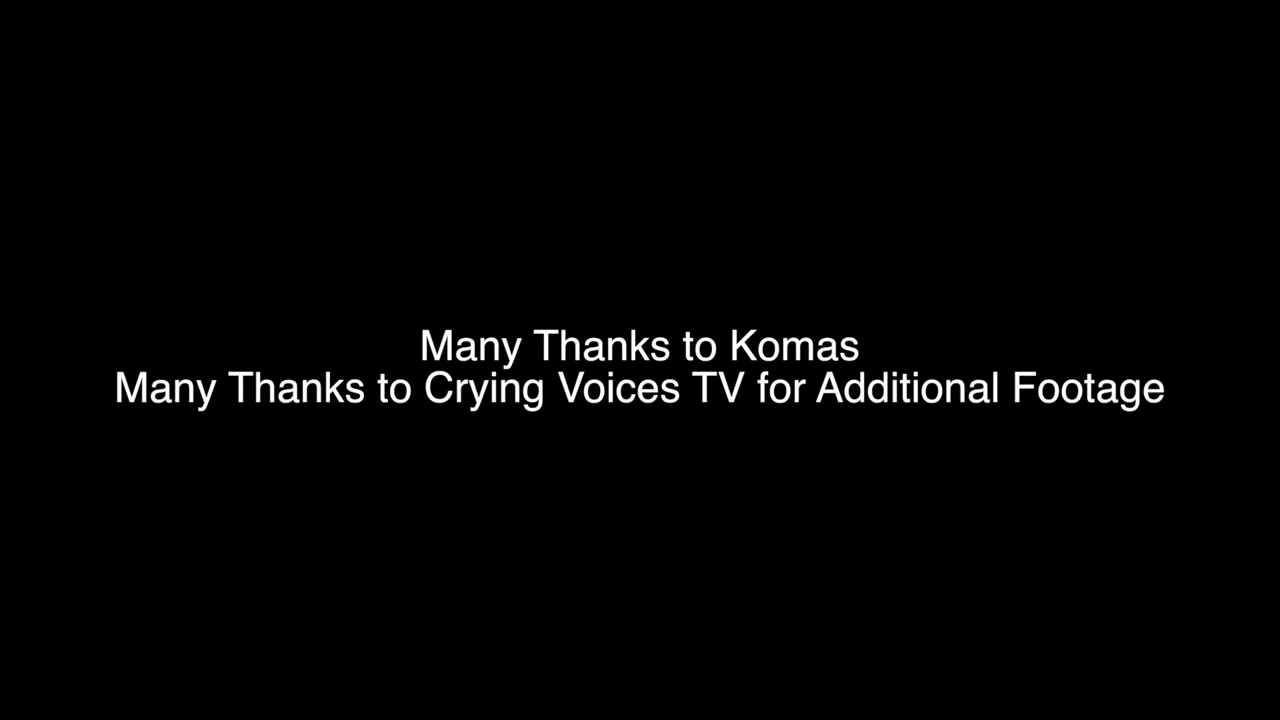 Many Thanks to Komas
Many Thanks to Crying Voices TV for Additional Footage